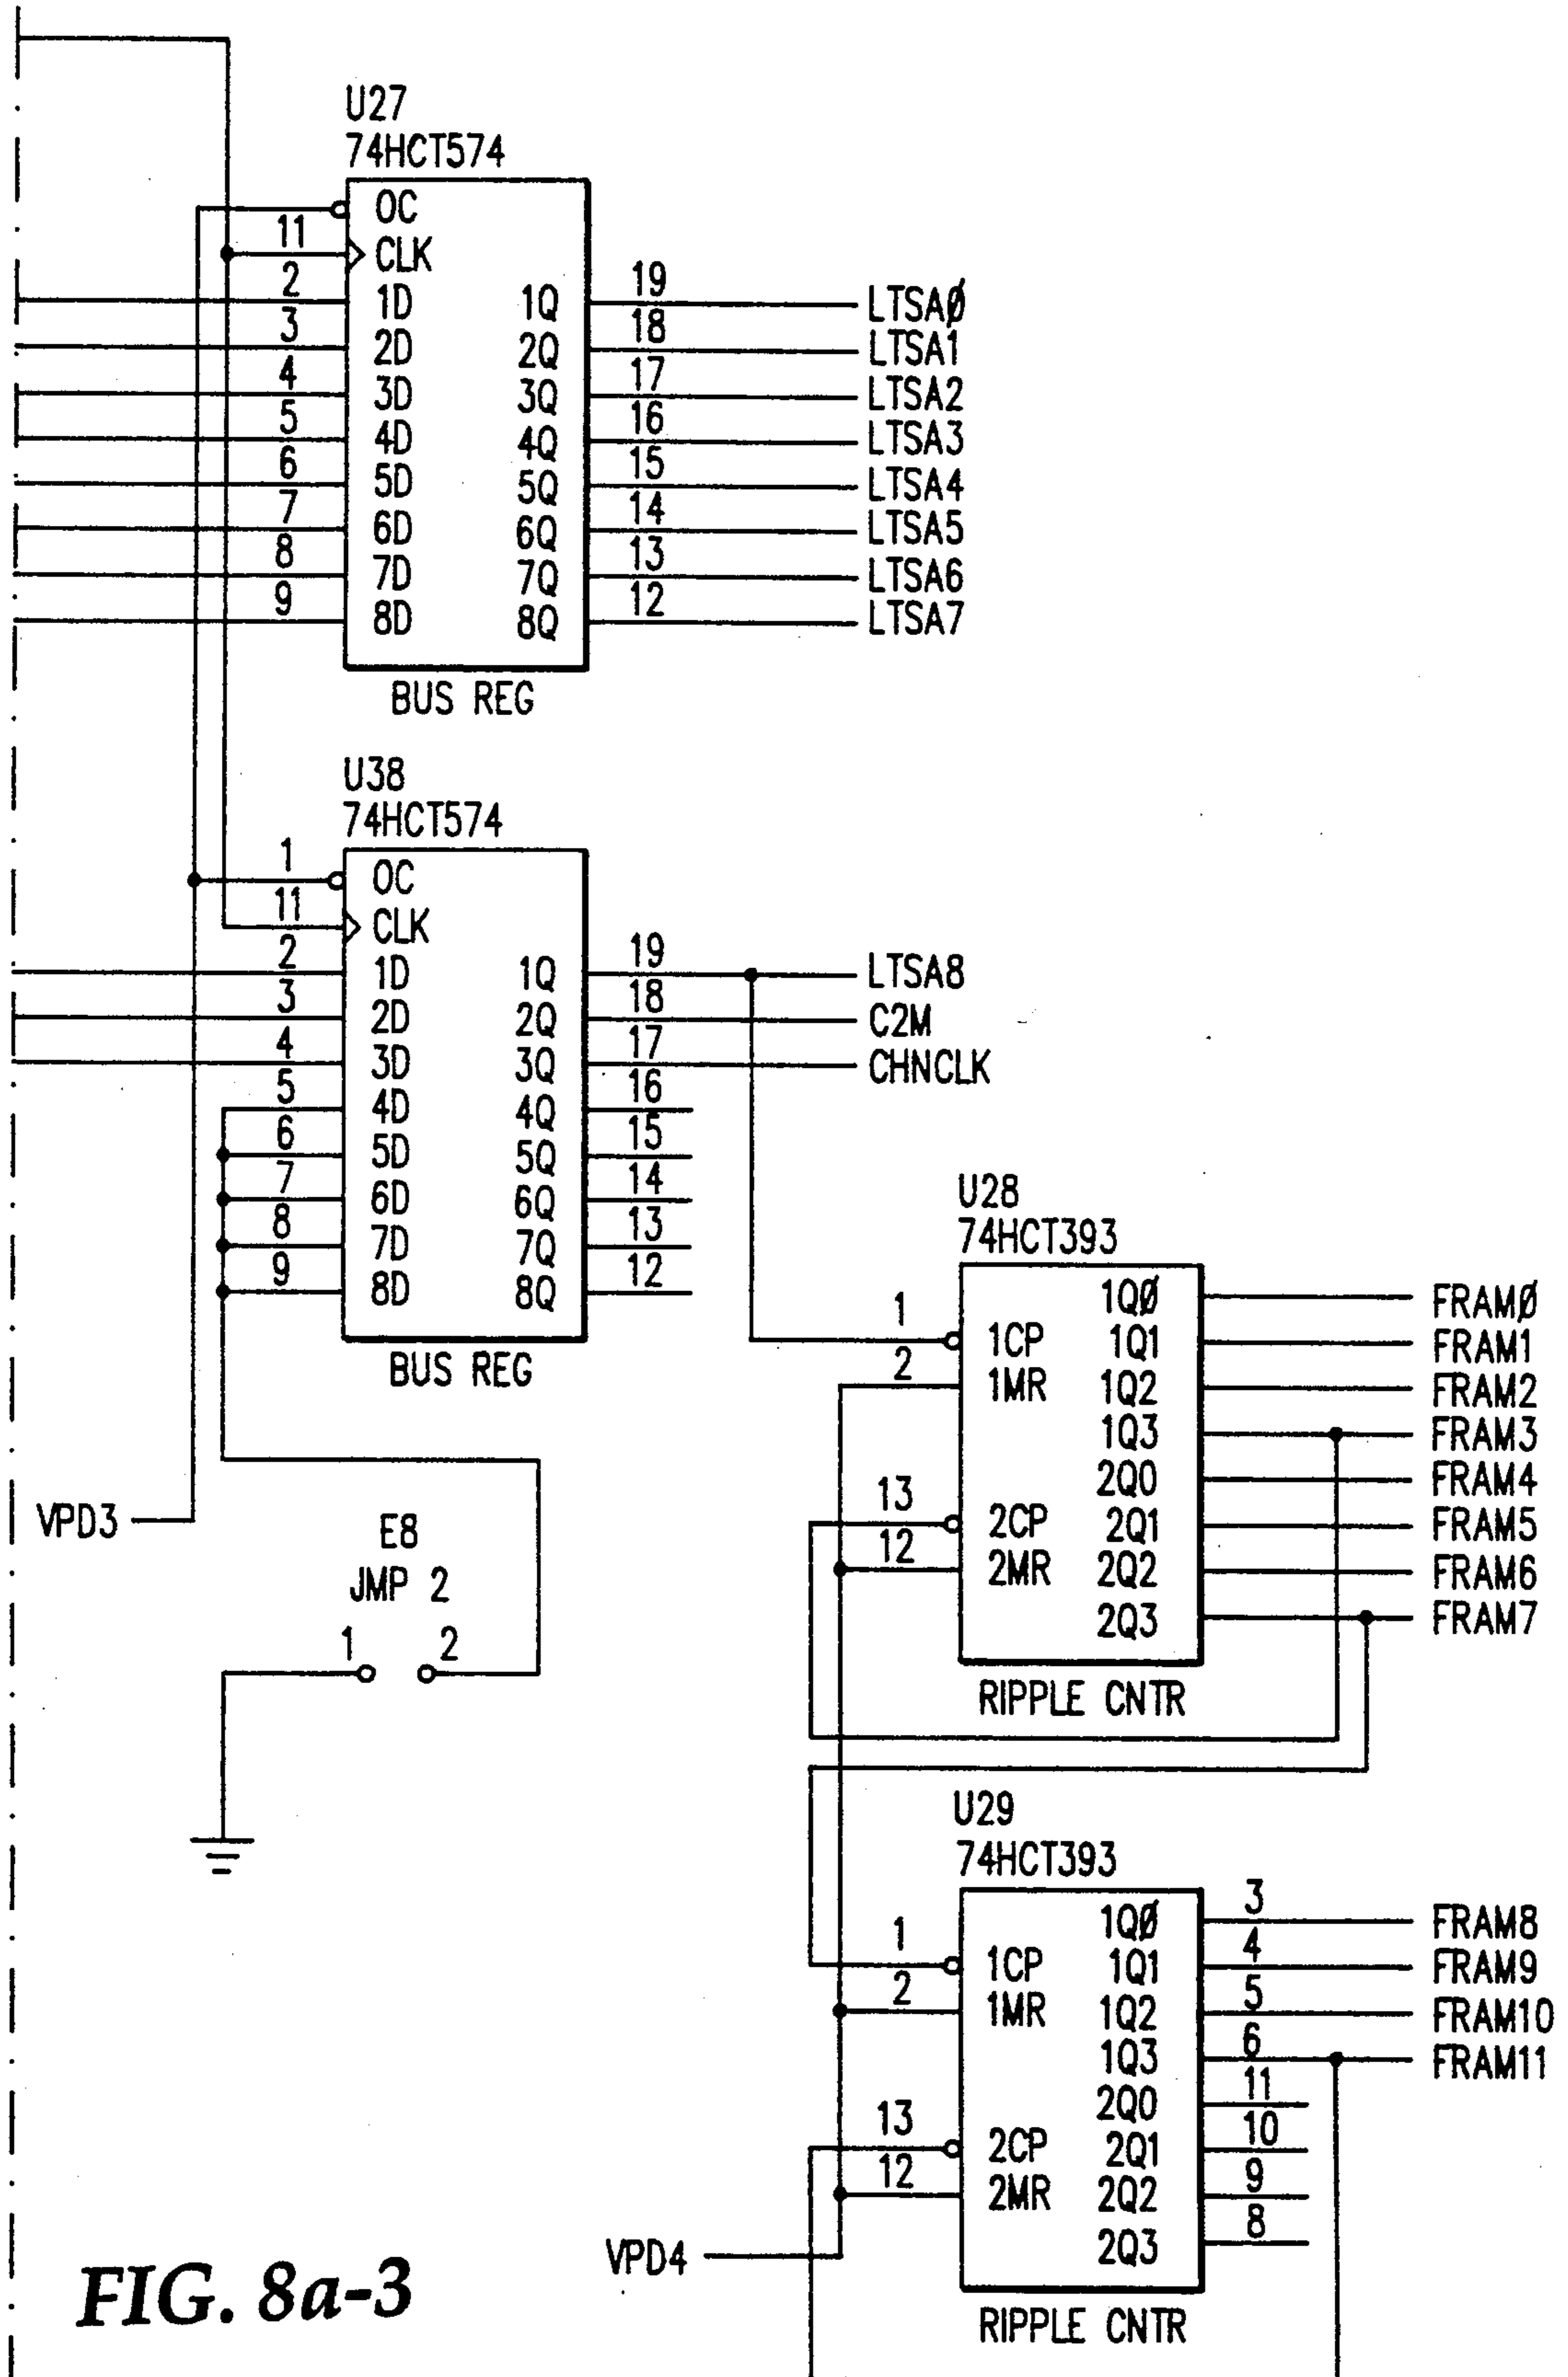 U27
74HCT574
OC
11 CLK
2 1D 1Q 19 LTSAØ
3 2D 2Q 18 LTSA1
4 3D 3Q 17 LTSA2
5 4D 4Q 16 LTSA3
6 5D 5Q 15 LTSA4
7 6D 6Q 14 LTSA5
8 7D 7Q 13 LTSA6
9 8D 8Q 12 LTSA7
BUS REG
U38
74HCT574
1 OC
11 CLK
2 1D 1Q 19 LTSA8
3 2D 2Q 18 C2M
4 3D 3Q 17 CHNCLK
5 4D 4Q 16
6 5D 5Q 15
7 6D 6Q 14
8 7D 7Q 13
9 8D 8Q 12
BUS REG
VPD3
E8
JMP 2
1 2
U28
74HCT393
1QØ FRAMØ
1 1CP 1Q1 FRAM1
2 1MR 1Q2 FRAM2
1Q3 FRAM3
2Q0 FRAM4
13 2CP 2Q1 FRAM5
12 2MR 2Q2 FRAM6
2Q3 FRAM7
RIPPLE CNTR
U29
74HCT393
1QØ 3 FRAM8
1 1CP 1Q1 4 FRAM9
2 1MR 1Q2 5 FRAM10
1Q3 6 FRAM11
2Q0 11
13 2CP 2Q1 10
12 2MR 2Q2 9
2Q3 8
RIPPLE CNTR
VPD4
FIG. 8a-3